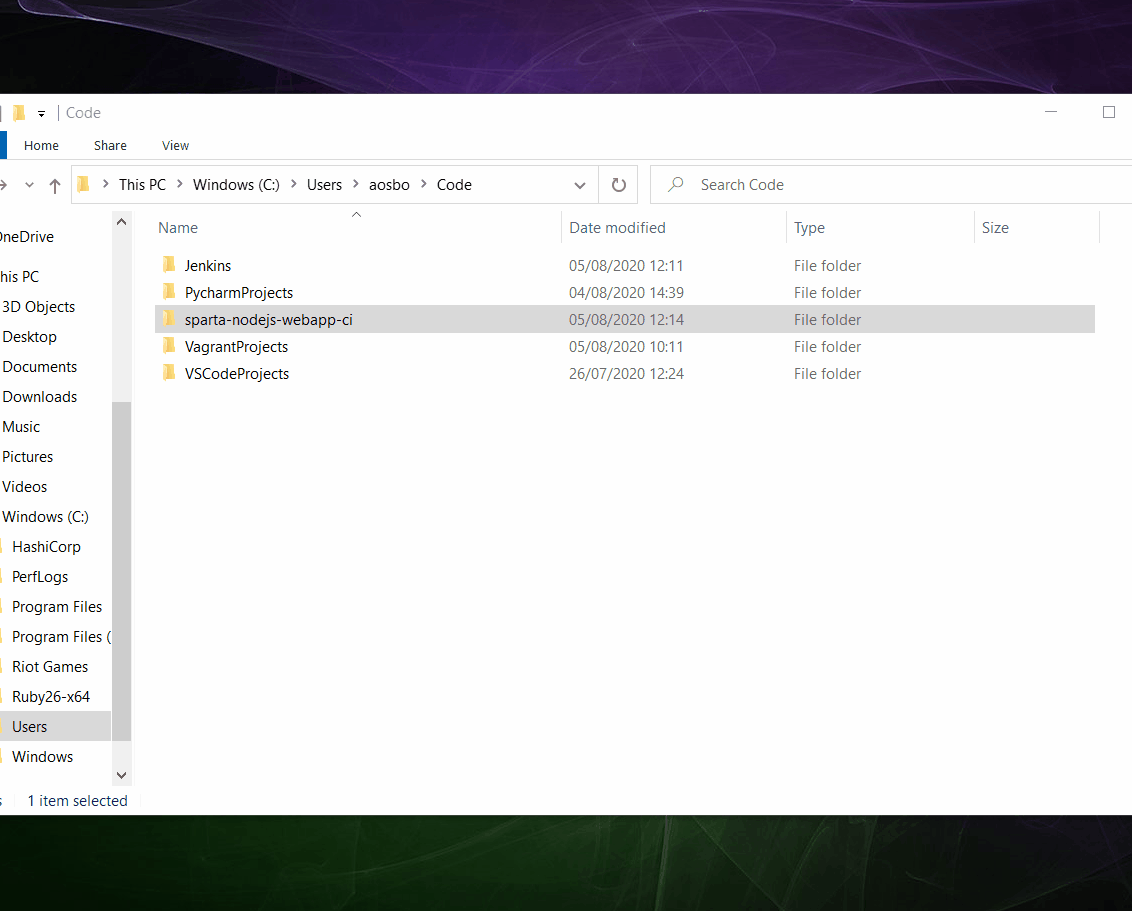 Code
Home Share View
This PC Windows (C:) Users aosbo Code Search Code
Name Date modified Type Size
Jenkins 05/08/2020 12:11 File folder
PycharmProjects 04/08/2020 14:39 File folder
sparta-nodejs-webapp-ci 05/08/2020 12:14 File folder
VagrantProjects 05/08/2020 10:11 File folder
VSCodeProjects 26/07/2020 12:24 File folder
OneDrive
his PC
3D Objects
Desktop
Documents
Downloads
Music
Pictures
Videos
Windows (C:)
HashiCorp
PerfLogs
Program Files
Program Files (
Riot Games
Ruby26-x64
Users
Windows
s 1 item selected